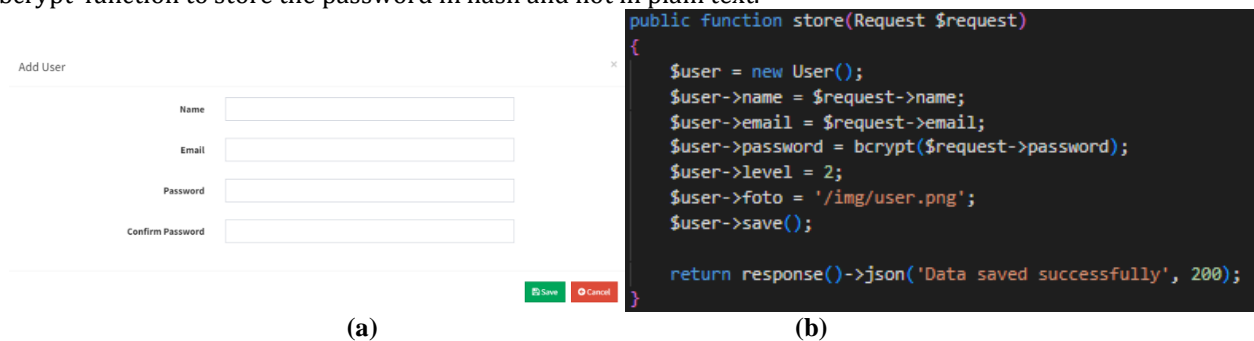 bcrypt function to store the password in hash and not in plain text.
Add User
×
Name
Email
Password
Confirm Password
Save
Cancel
(a)
public function store(Request $request)
{
    $user = new User();
    $user->name = $request->name;
    $user->email = $request->email;
    $user->password = bcrypt($request->password);
    $user->level = 2;
    $user->foto = '/img/user.png';
    $user->save();
    return response()->json('Data saved successfully', 200);
}
(b)